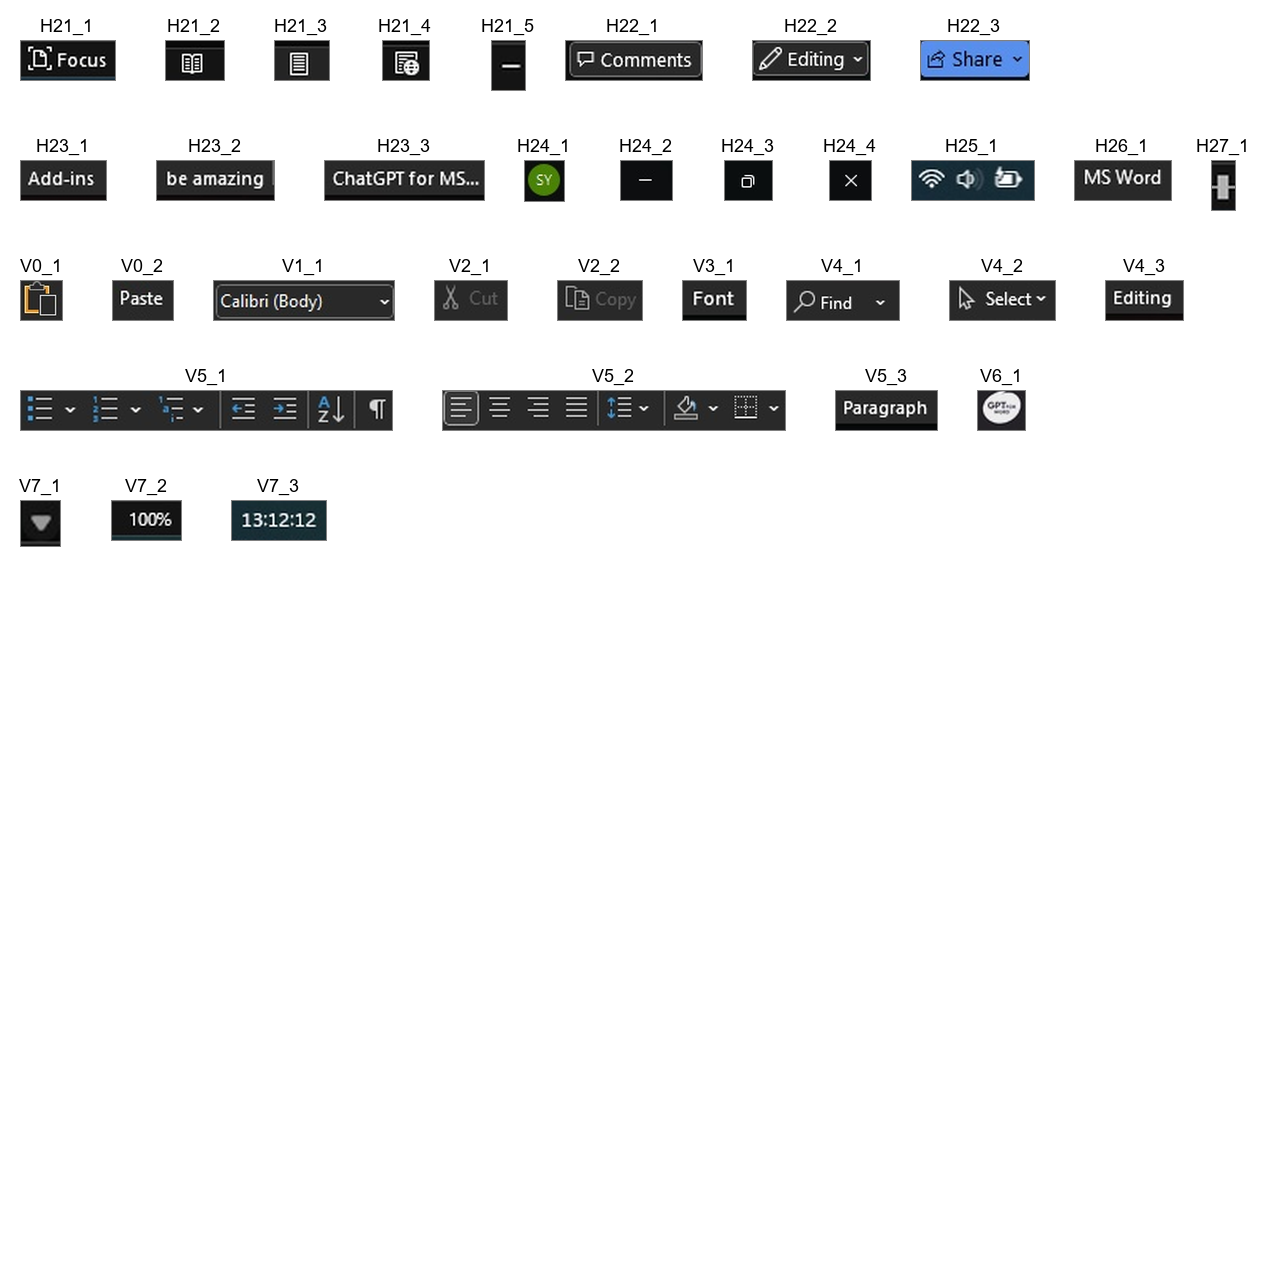 H21_1 H21_2 H21_3 H21_4 H21_5 H22_1 H22_2 H22_3
Focus Comments Editing Share
H23_1 H23_2 H23_3 H24_1 H24_2 H24_3 H24_4 H25_1 H26_1 H27_1
Add-ins be amazing ChatGPT for MS... SY MS Word
V0_1 V0_2 V1_1 V2_1 V2_2 V3_1 V4_1 V4_2 V4_3
Paste Calibri (Body) Cut Copy Font Find Select Editing
V5_1 V5_2 V5_3 V6_1
Paragraph GPT FOR WORD
V7_1 V7_2 V7_3
100% 13:12:12